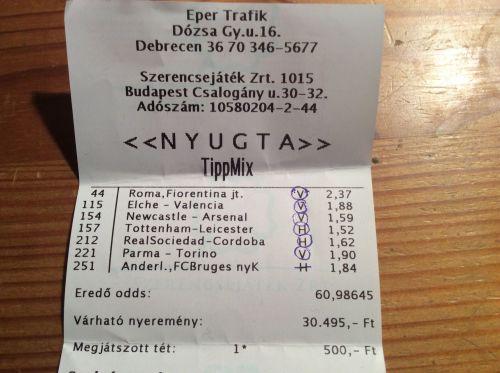 Eper Trafik
Dózsa Gy.u.16.
Debrecen 36 70 346-5677
Szerencsejáték Zrt. 1015
Budapest Csalogány u.30-32.
Adószám: 10580204-2-44
<<NYUGTA>>
TippMix
44 Roma,Fiorentina jt. V 2,37
115 Elche - Valencia V 1,88
154 Newcastle - Arsenal V 1,59
157 Tottenham-Leicester H 1,52
212 RealSociedad-Cordoba H 1,62
221 Parma - Torino V 1,90
251 Anderl.,FCBruges nyK H 1,84
Eredő odds: 60,98645
Várható nyeremény: 30.495,- Ft
Megjátszott tét: 1* 500,- Ft